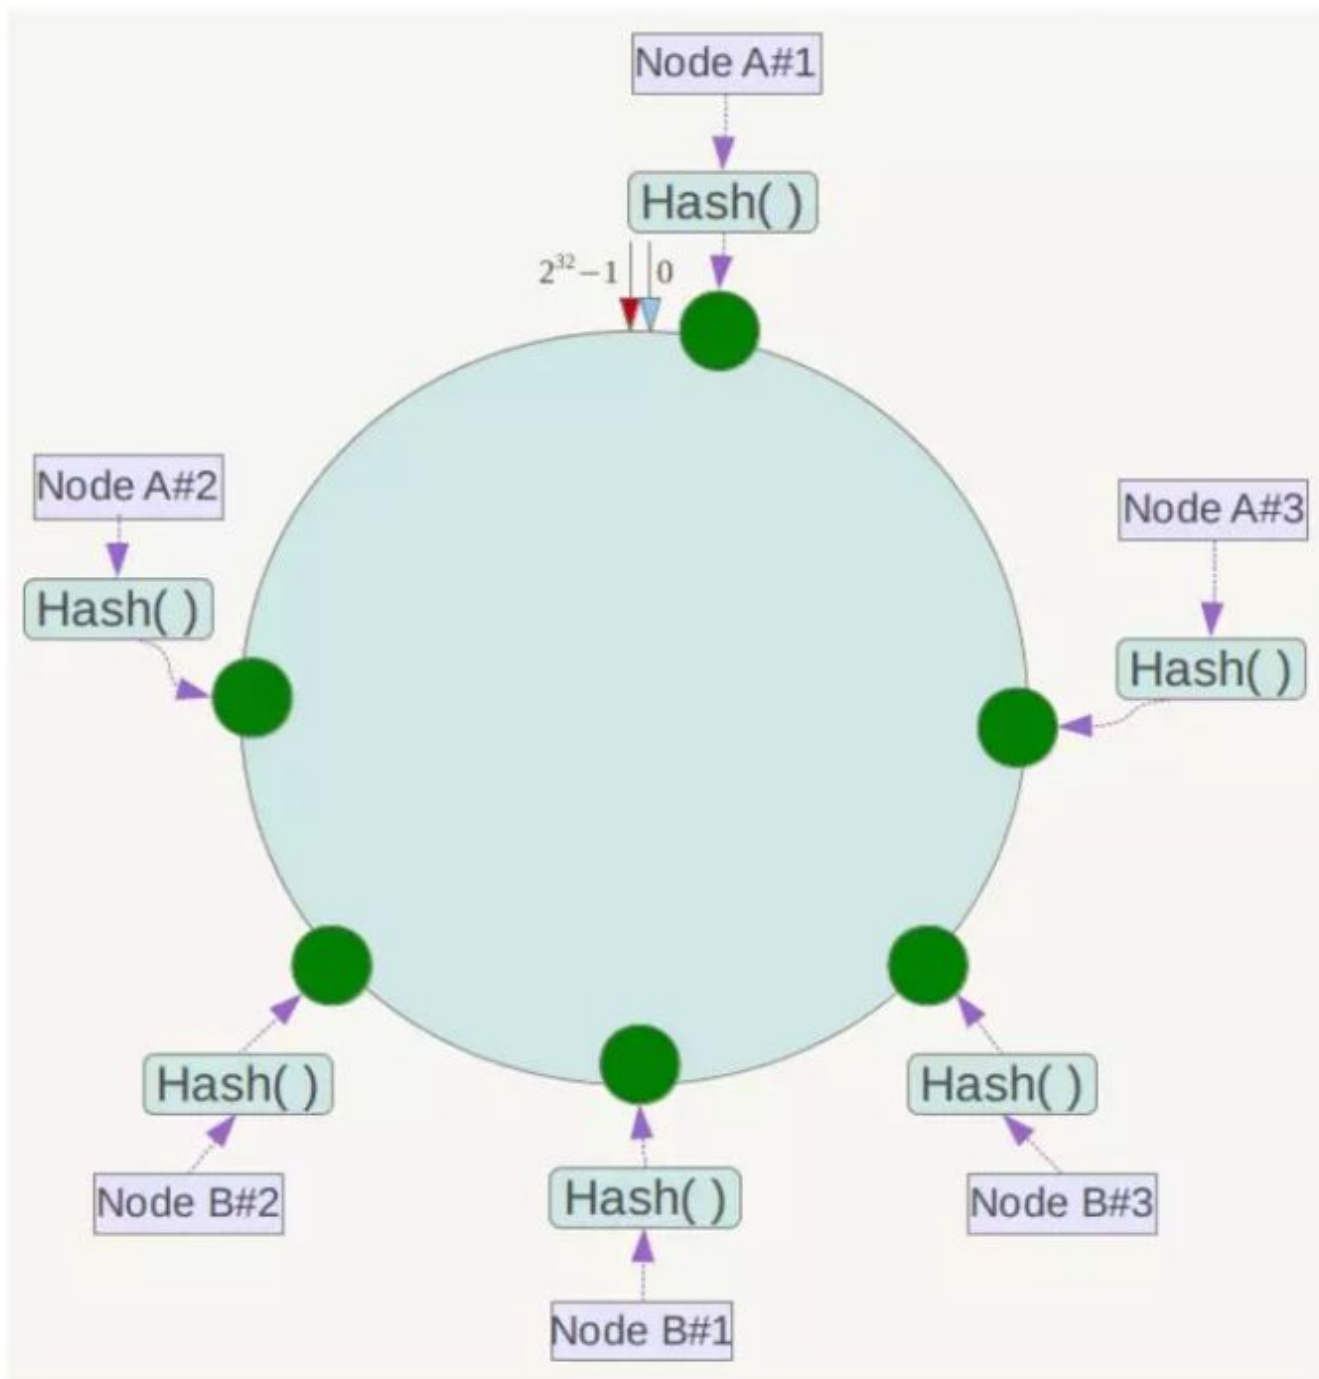 Node A#1
Hash( )
2³²−1 0
Node A#2
Node A#3
Hash( )
Hash( )
Hash( )
Hash( )
Node B#2
Hash( )
Node B#3
Node B#1